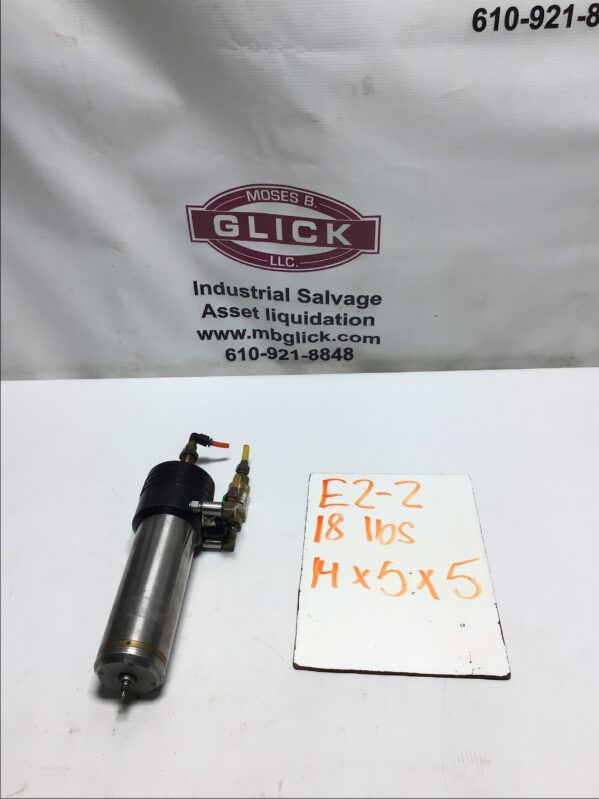 610-921-8
MOSES B.
GLICK
LLC.
Industrial Salvage
Asset liquidation
www.mbglick.com
610-921-8848
E2-2
18 lbs
14 x 5 x 5